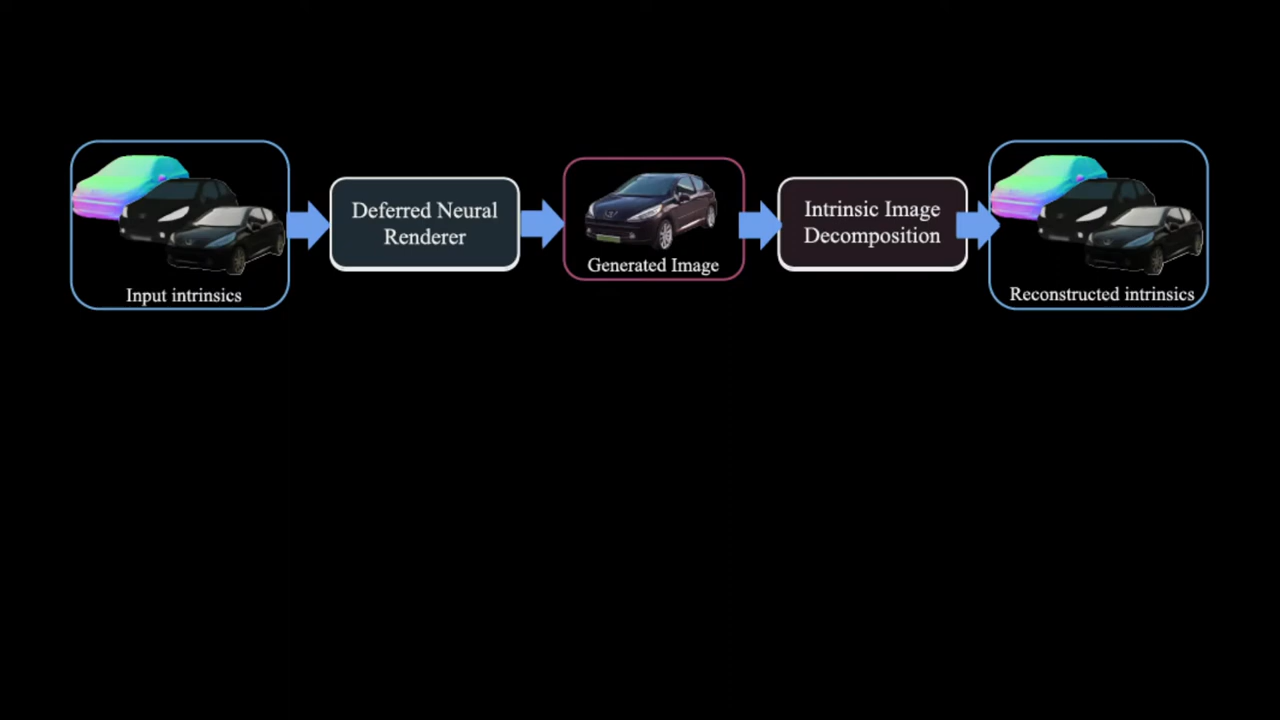 Input intrinsics
Deferred Neural
Renderer
Generated Image
Intrinsic Image
Decomposition
Reconstructed intrinsics